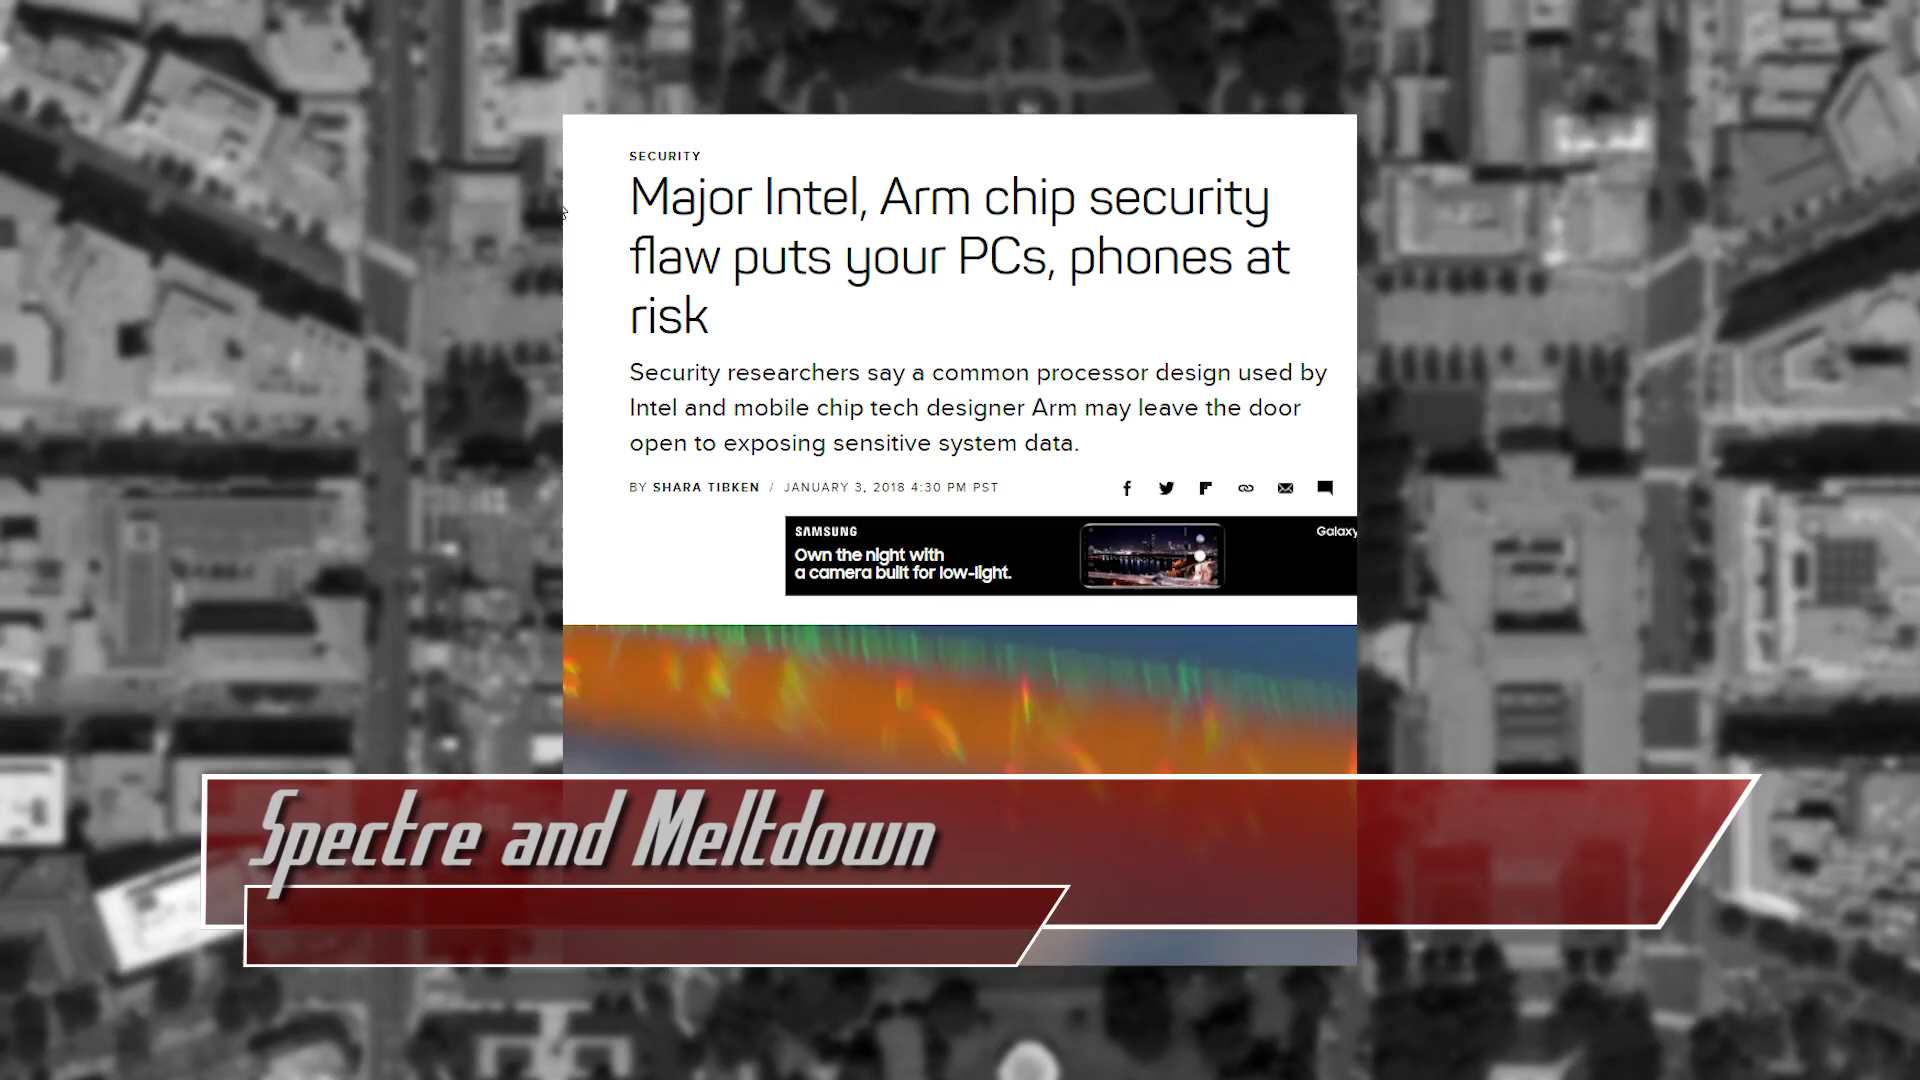 SECURITY
Major Intel, Arm chip security
flaw puts your PCs, phones at
risk
Security researchers say a common processor design used by
Intel and mobile chip tech designer Arm may leave the door
open to exposing sensitive system data.
BY SHARA TIBKEN / JANUARY 3, 2018 4:30 PM PST
SAMSUNG
Own the night with
a camera built for low-light.
Galaxy
Spectre and Meltdown